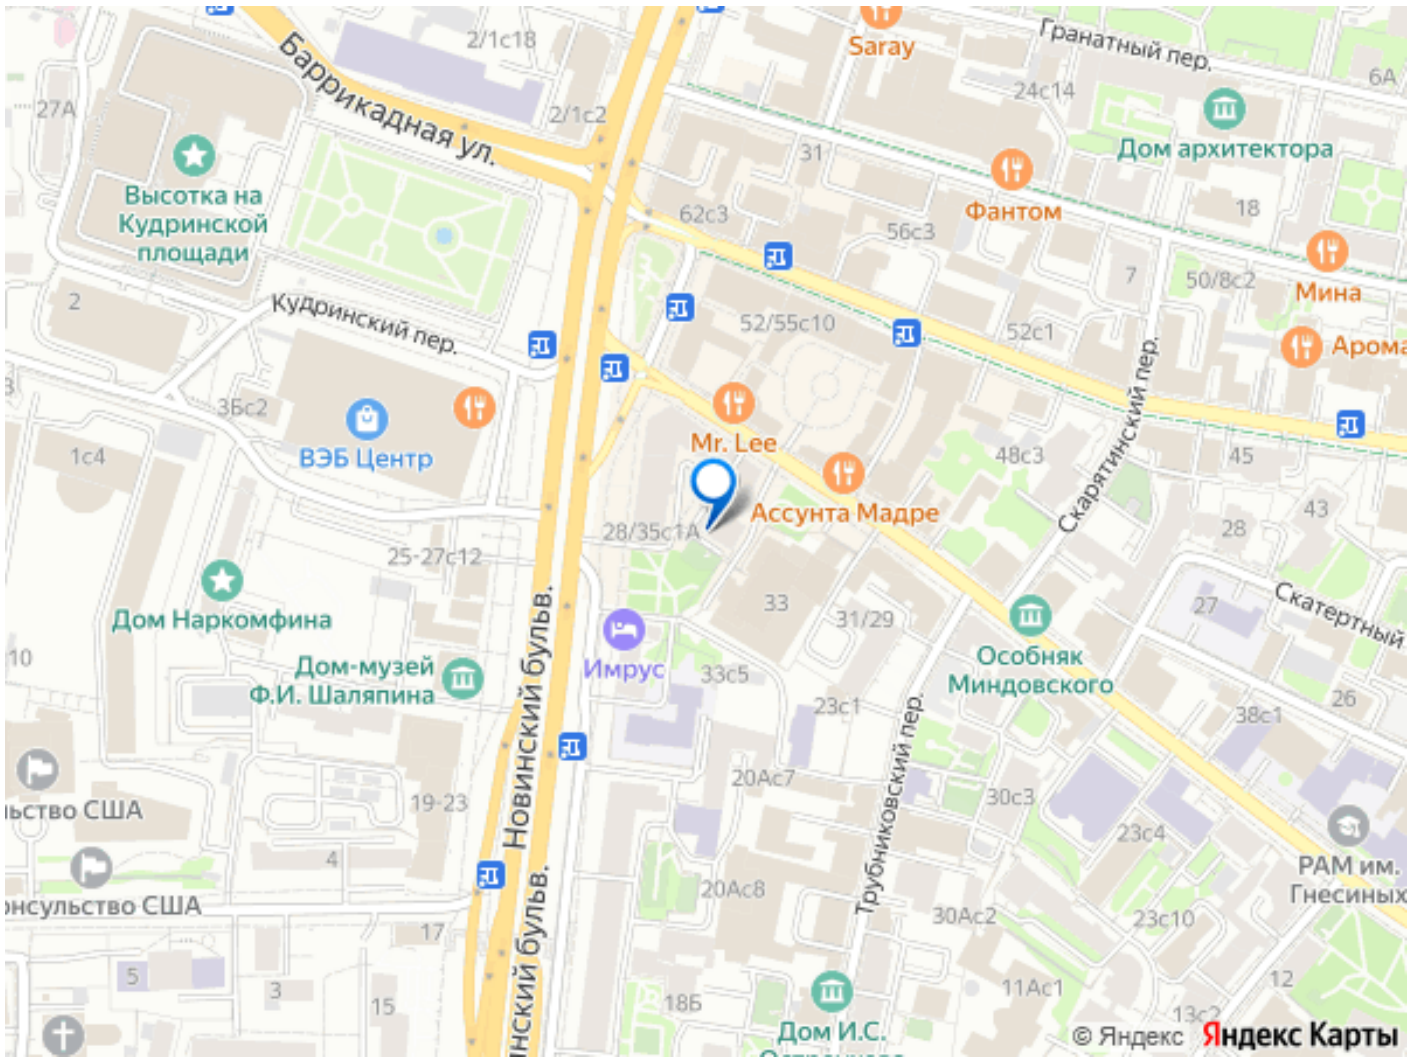 2/1с18
Saray
Гранатный пер.
6А
Баррикадная ул.
27А
2/1с2
24с14
Дом архитектора
31
Высотка на
Кудринской
площади
62с3
Фантом
18
56с3
7
50/8с2
Мина
2
Кудринский пер.
52/55с10
52с1
Арома
3Бс2
Mr. Lee
Скарятинский пер.
1с4
ВЭБ Центр
48с3
45
Ассунта Мадре
43
28
28/35с1А
25-27с12
Дом Наркомфина
33
31/29
27
Скатертный
10
Дом-музей
Ф.И. Шаляпина
Имрус
33с5
Особняк
Миндовского
26
23с1
38с1
Новинский бульв.
Трубниковский пер.
20Ас7
30с3
19-23
льство США
23с4
4
РАМ им.
Гнесиных
20Ас8
онсульство США
30Ас2
23с10
17
инский бульв.
5
3
15
18Б
11Ас1
12
13с2
Дом И.С.
© Яндекс
Яндекс Карты